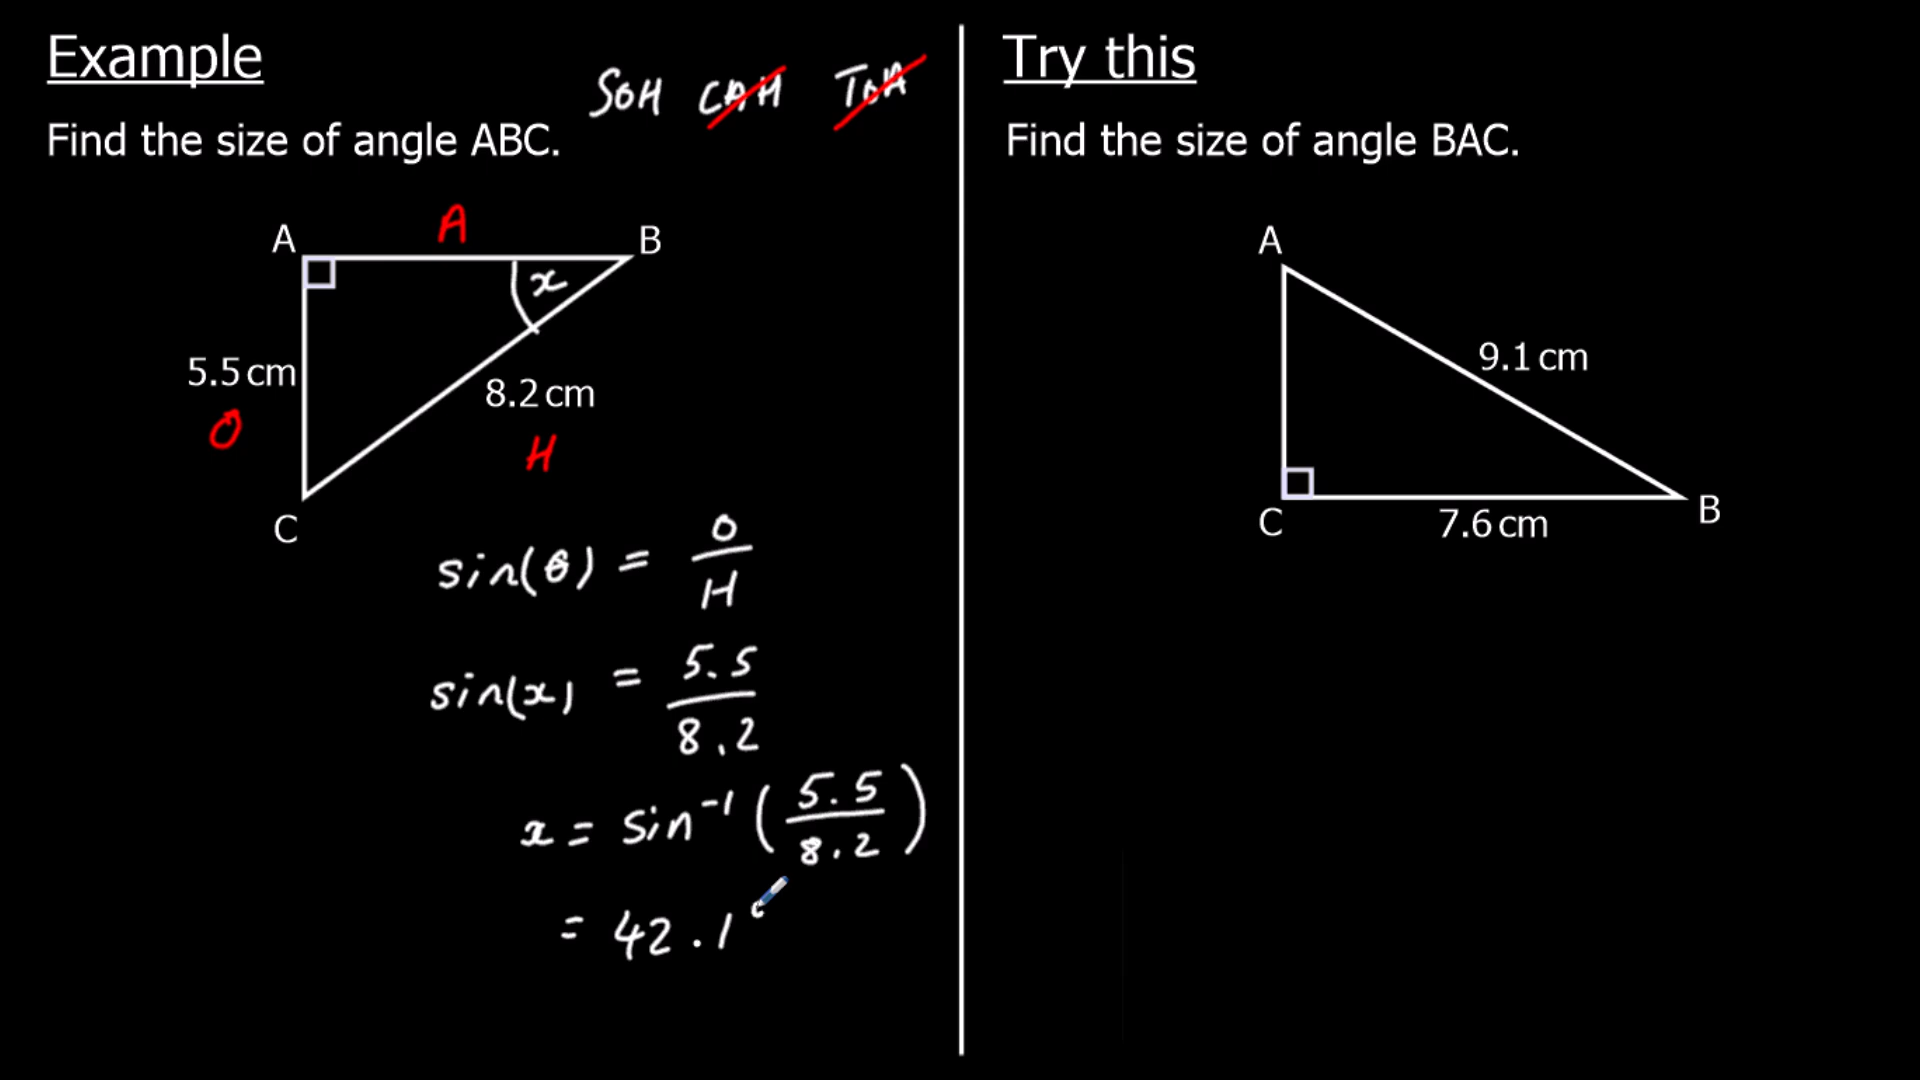 Example
SOH CAH TOA
Find the size of angle ABC.
A
A
B
x
5.5 cm
8.2 cm
O
H
C
sin(θ) = O/H
sin(x) = 5.5/8.2
x = sin⁻¹(5.5/8.2)
= 42.1°
Try this
Find the size of angle BAC.
A
9.1 cm
C
B
7.6 cm